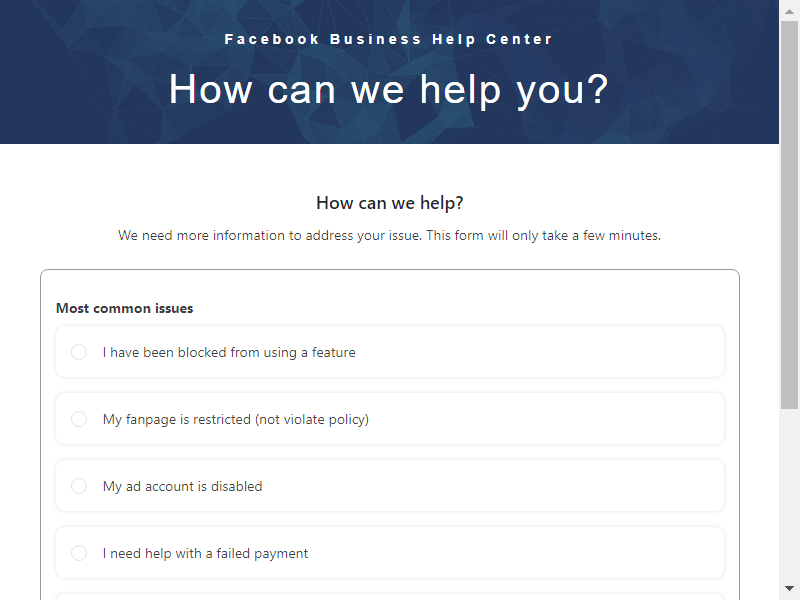 Facebook Business Help Center
How can we help you?
How can we help?
We need more information to address your issue. This form will only take a few minutes.
Most common issues
I have been blocked from using a feature
My fanpage is restricted (not violate policy)
My ad account is disabled
I need help with a failed payment